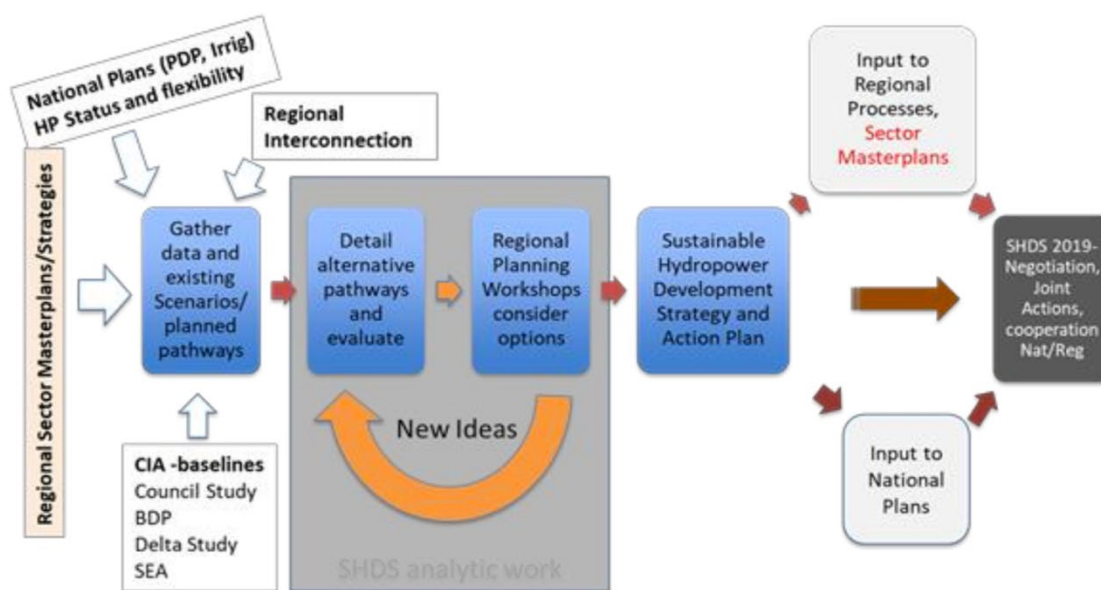 National Plans (PDP, Irrig)
HP Status and flexibility
Regional
Interconnection
Regional Sector Masterplans/Strategies
Gather
data and
existing
Scenarios/
planned
pathways
Detail
alternative
pathways
and
evaluate
Regional
Planning
Workshops
consider
options
Sustainable
Hydropower
Development
Strategy and
Action Plan
Input to
Regional
Processes,
Sector
Masterplans
SHDS 2019-
Negotiation,
Joint
Actions,
cooperation
Nat/Reg
New Ideas
CIA -baselines
Council Study
BDP
Delta Study
SEA
SHDS analytic work
Input to
National
Plans